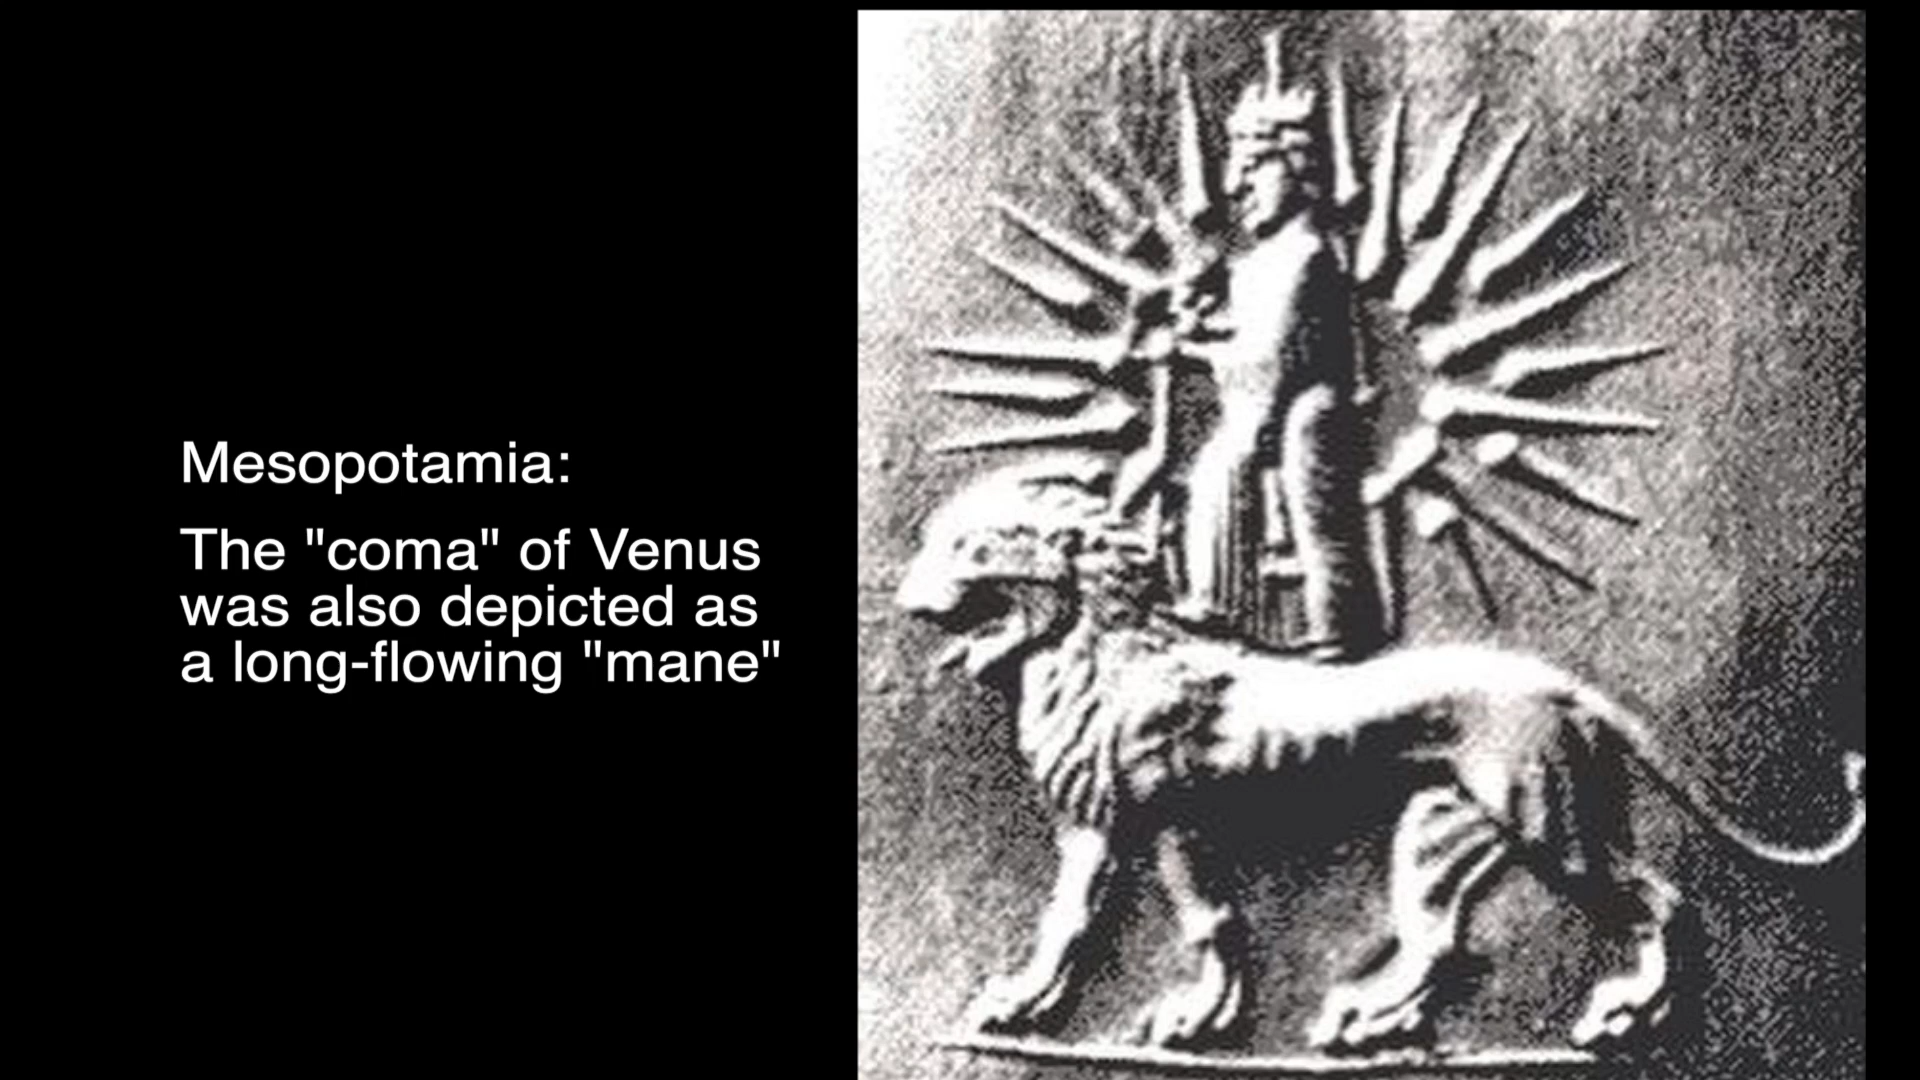 Mesopotamia:
The "coma" of Venus
was also depicted as
a long-flowing "mane"